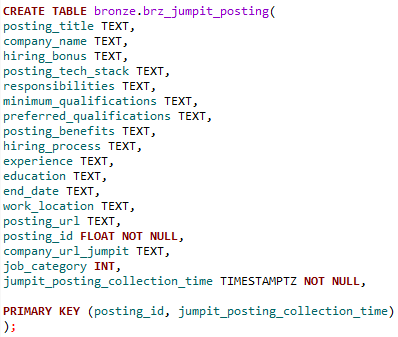 CREATE TABLE bronze.brz_jumpit_posting(
posting_title TEXT,
company_name TEXT,
hiring_bonus TEXT,
posting_tech_stack TEXT,
responsibilities TEXT,
minimum_qualifications TEXT,
preferred_qualifications TEXT,
posting_benefits TEXT,
hiring_process TEXT,
experience TEXT,
education TEXT,
end_date TEXT,
work_location TEXT,
posting_url TEXT,
posting_id FLOAT NOT NULL,
company_url_jumpit TEXT,
job_category INT,
jumpit_posting_collection_time TIMESTAMPTZ NOT NULL,
PRIMARY KEY (posting_id, jumpit_posting_collection_time)
);